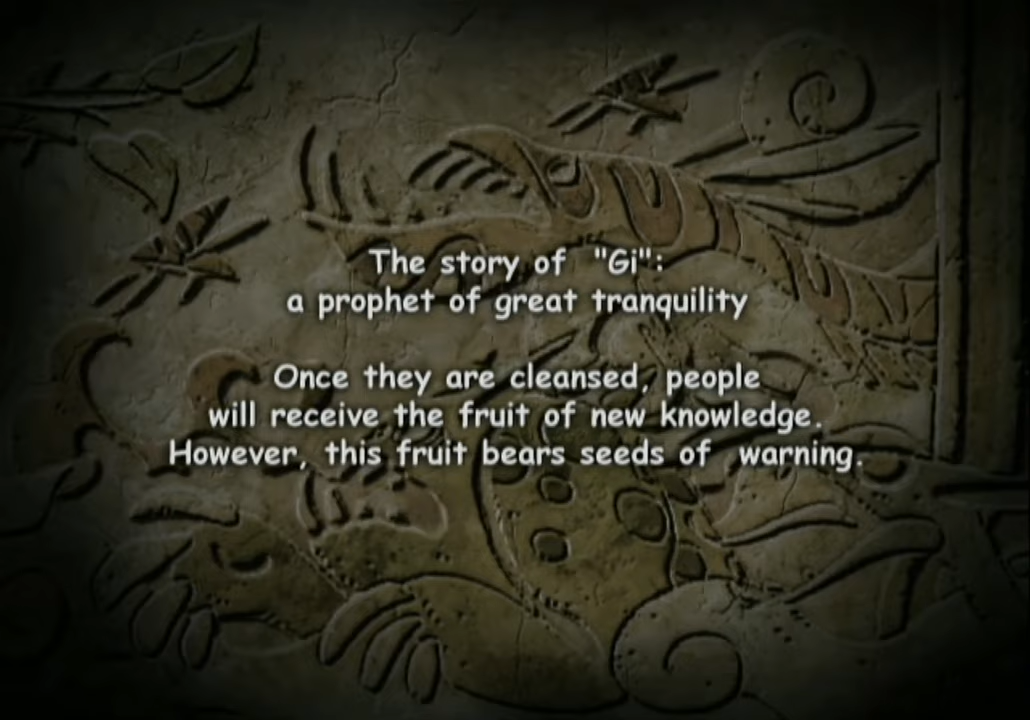 The story of "Gi":
a prophet of great tranquility
Once they are cleansed, people
will receive the fruit of new knowledge.
However, this fruit bears seeds of warning.